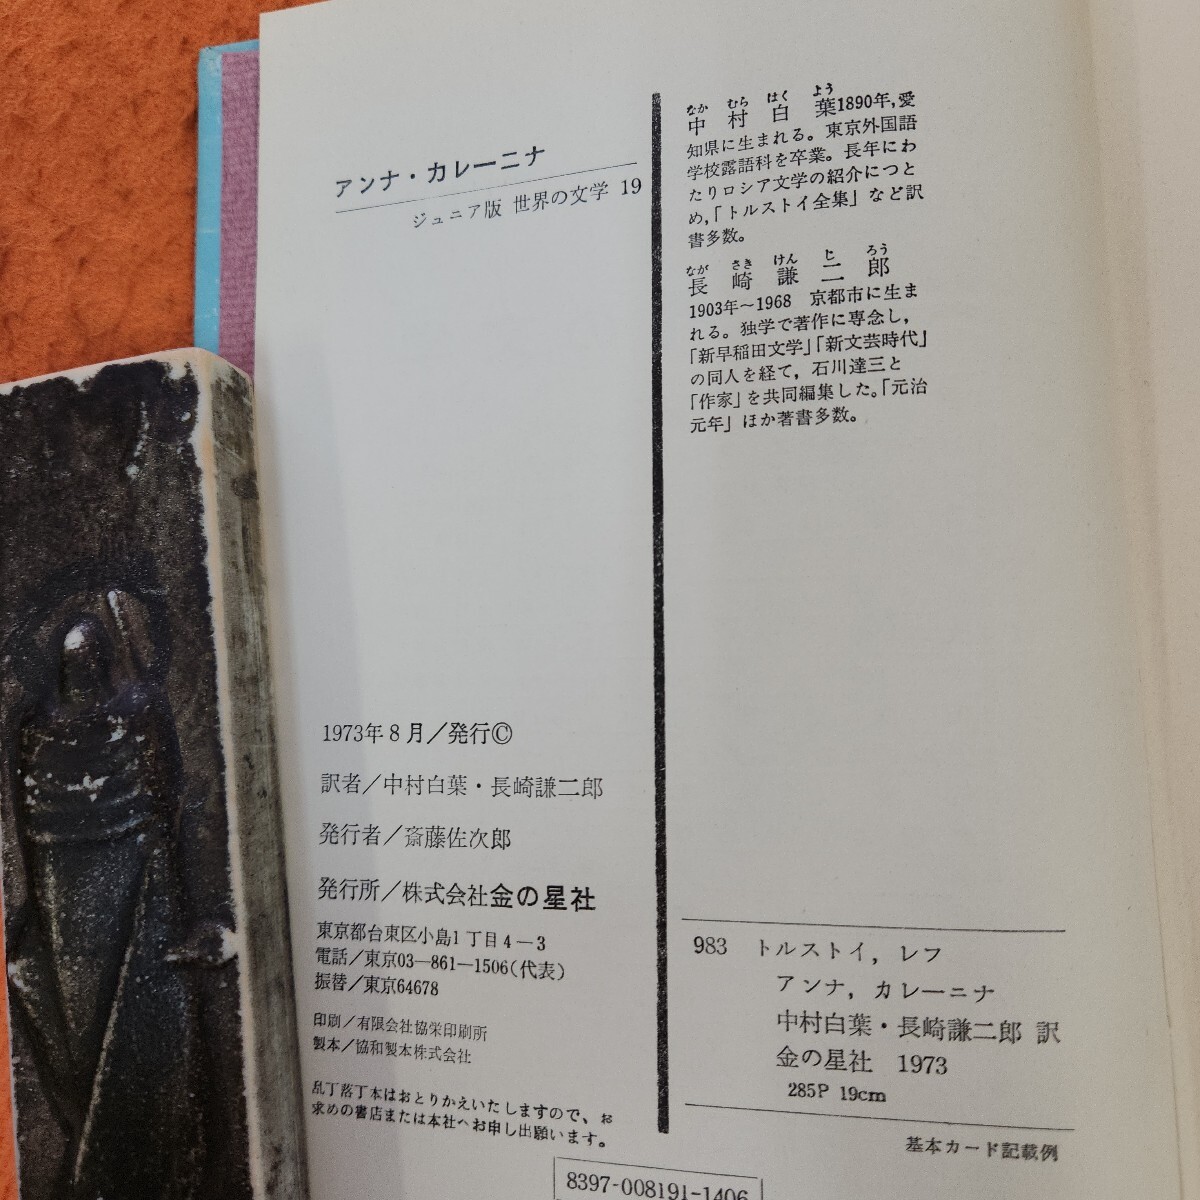 アンナ・カレーニナ
ジュニア版 世界の文学 19
なか むら はく よう
中村白葉1890年，愛
知県に生まれる。東京外国語
学校露語科を卒業。長年にわ
たりロシア文学の紹介につと
め，「トルストイ全集」など訳
書多数。
なが さき けん じ ろう
長崎謙二郎
1903年〜1968 京都市に生ま
れる。独学で著作に専念し，
「新早稲田文学」「新文芸時代」
の同人を経て，石川達三と
「作家」を共同編集した。「元治
元年」ほか著書多数。
1973年8月／発行©
訳者／中村白葉・長崎謙二郎
発行者／斎藤佐次郎
発行所／株式会社金の星社
東京都台東区小島1丁目4－3
電話／東京03―861―1506(代表)
振替／東京64678
印刷／有限会社協栄印刷所
製本／協和製本株式会社
乱丁落丁本はおとりかえいたしますので、お
求めの書店または本社へお申し出願います。
8397-008191-1406
983 トルストイ，レフ
アンナ，カレーニナ
中村白葉・長崎謙二郎 訳
金の星社 1973
285P 19cm
基本カード記載例